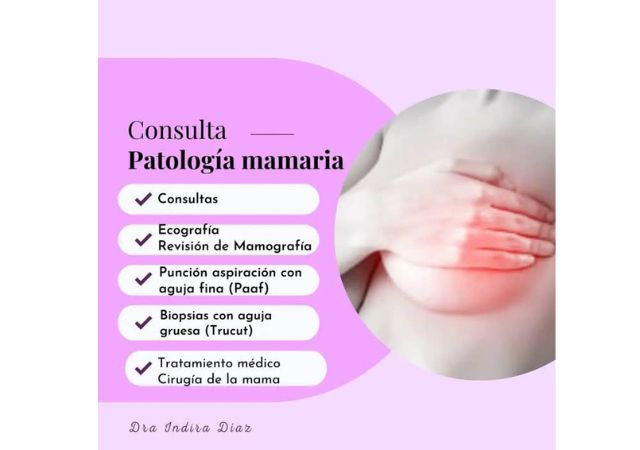 Consulta
Patología mamaria
Consultas
Ecografía
Revisión de Mamografía
Punción aspiración con
aguja fina (Paaf)
Biopsias con aguja
gruesa (Trucut)
Tratamiento médico
Cirugía de la mama
Dra Indira Diaz